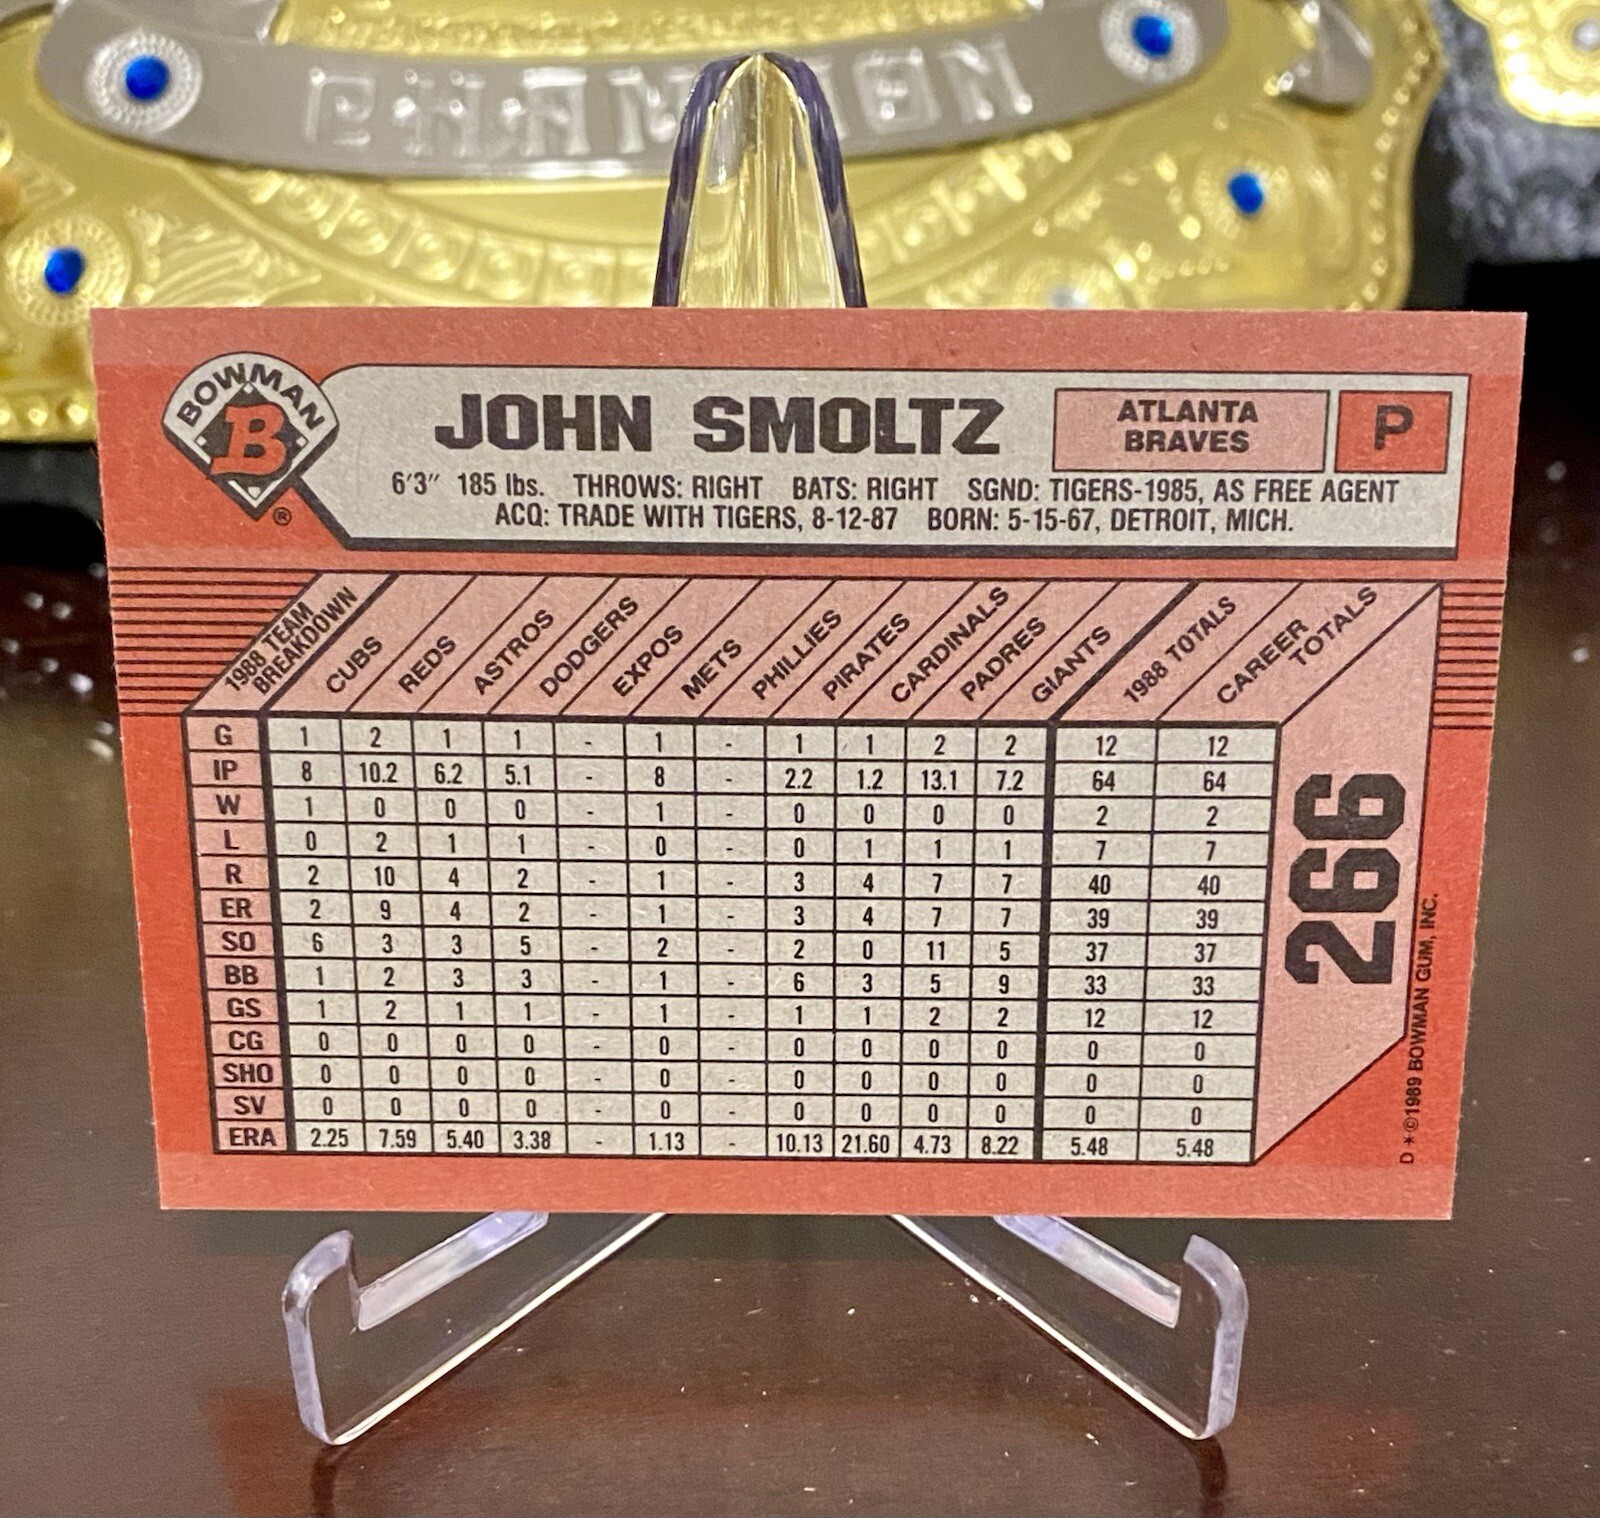 CHAMPION
BOWMAN
B
®
JOHN SMOLTZ
ATLANTA
BRAVES
P
6'3" 185 lbs. THROWS: RIGHT BATS: RIGHT SGND: TIGERS-1985, AS FREE AGENT
ACQ: TRADE WITH TIGERS, 8-12-87 BORN: 5-15-67, DETROIT, MICH.
1988 TEAM BREAKDOWN CUBS REDS ASTROS DODGERS EXPOS METS PHILLIES PIRATES CARDINALS PADRES GIANTS 1988 TOTALS CAREER TOTALS
G 1 2 1 1 - 1 - 1 1 2 2 12 12
IP 8 10.2 6.2 5.1 - 8 - 2.2 1.2 13.1 7.2 64 64
W 1 0 0 0 - 1 - 0 0 0 0 2 2
L 0 2 1 1 - 0 - 0 1 1 1 7 7
R 2 10 4 2 - 1 - 3 4 7 7 40 40
ER 2 9 4 2 - 1 - 3 4 7 7 39 39
SO 6 3 3 5 - 2 - 2 0 11 5 37 37
BB 1 2 3 3 - 1 - 6 3 5 9 33 33
GS 1 2 1 1 - 1 - 1 1 2 2 12 12
CG 0 0 0 0 - 0 - 0 0 0 0 0 0
SHO 0 0 0 0 - 0 - 0 0 0 0 0 0
SV 0 0 0 0 - 0 - 0 0 0 0 0 0
ERA 2.25 7.59 5.40 3.38 - 1.13 - 10.13 21.60 4.73 8.22 5.48 5.48
266
D*©1989 BOWMAN GUM, INC.